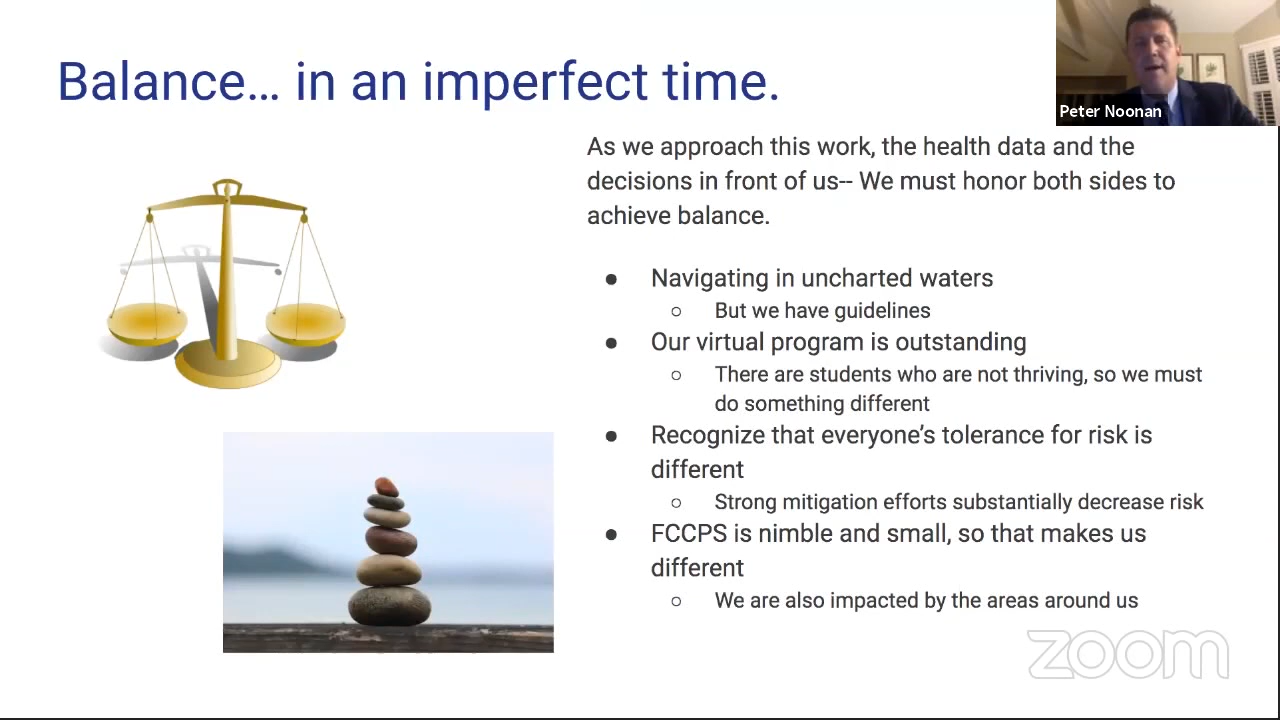 Balance... in an imperfect time.
Peter Noonan
As we approach this work, the health data and the
decisions in front of us-- We must honor both sides to
achieve balance.
● Navigating in uncharted waters
○ But we have guidelines
● Our virtual program is outstanding
○ There are students who are not thriving, so we must
do something different
● Recognize that everyone’s tolerance for risk is
different
○ Strong mitigation efforts substantially decrease risk
● FCCPS is nimble and small, so that makes us
different
○ We are also impacted by the areas around us
zoom